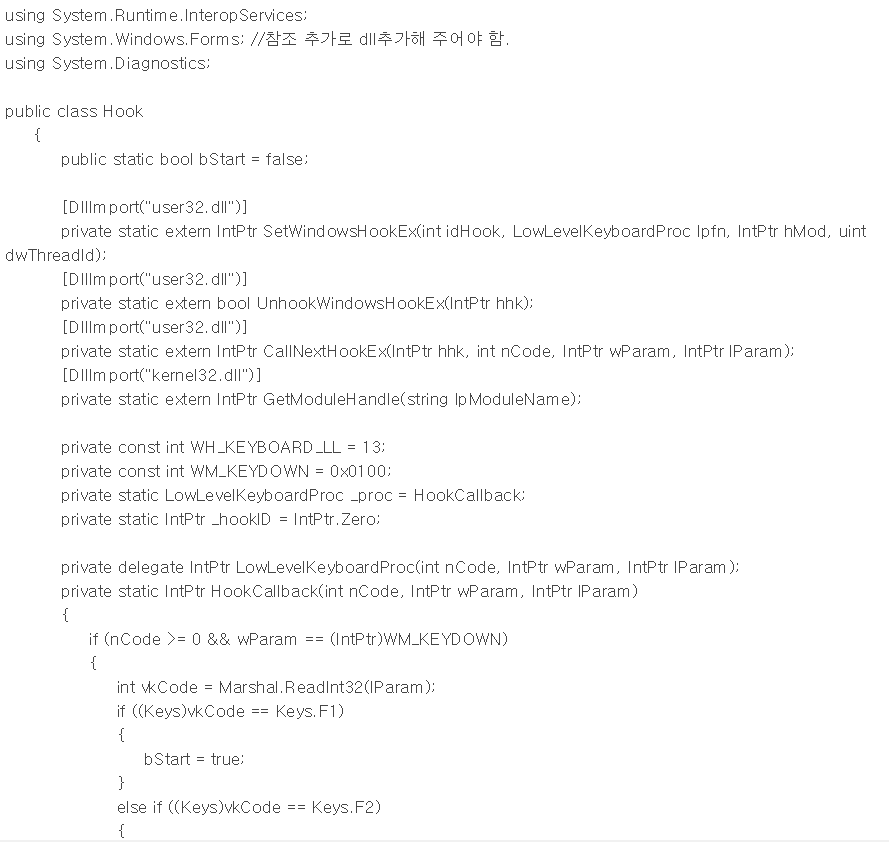 using System.Runtime.InteropServices;
using System.Windows.Forms; //참조 추가로 dll추가해 주어야 함.
using System.Diagnostics;
public class Hook
{
public static bool bStart = false;
[DllImport("user32.dll")]
private static extern IntPtr SetWindowsHookEx(int idHook, LowLevelKeyboardProc lpfn, IntPtr hMod, uint
dwThreadId);
[DllImport("user32.dll")]
private static extern bool UnhookWindowsHookEx(IntPtr hhk);
[DllImport("user32.dll")]
private static extern IntPtr CallNextHookEx(IntPtr hhk, int nCode, IntPtr wParam, IntPtr lParam);
[DllImport("kernel32.dll")]
private static extern IntPtr GetModuleHandle(string lpModuleName);
private const int WH_KEYBOARD_LL = 13;
private const int WM_KEYDOWN = 0x0100;
private static LowLevelKeyboardProc _proc = HookCallback;
private static IntPtr _hookID = IntPtr.Zero;
private delegate IntPtr LowLevelKeyboardProc(int nCode, IntPtr wParam, IntPtr lParam);
private static IntPtr HookCallback(int nCode, IntPtr wParam, IntPtr lParam)
{
if (nCode >= 0 && wParam == (IntPtr)WM_KEYDOWN)
{
int vkCode = Marshal.ReadInt32(lParam);
if ((Keys)vkCode == Keys.F1)
{
bStart = true;
}
else if ((Keys)vkCode == Keys.F2)
{